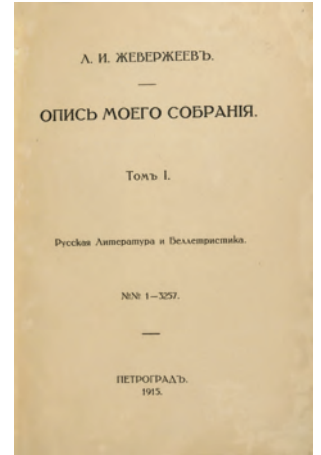 Л. И. ЖЕВЕРЖЕЕВЪ.
ОПИСЬ МОЕГО СОБРАНІЯ.
Томъ I.
Русская Литература и Беллетристика.
№№ 1—3257.
ПЕТРОГРАДЪ.
1915.